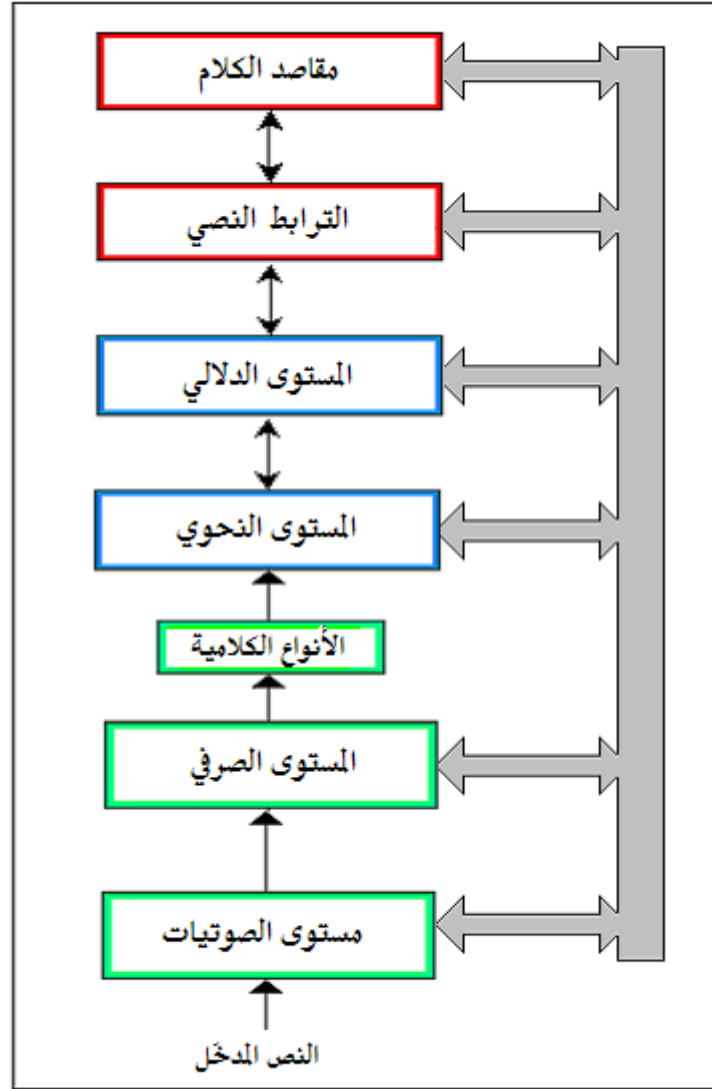 مقاصد الكلام
الترابط النصي
المستوى الدلالي
المستوى النحوي
الأنواع الكلامية
المستوى الصرفي
مستوى الصوتيات
النص المدخَل